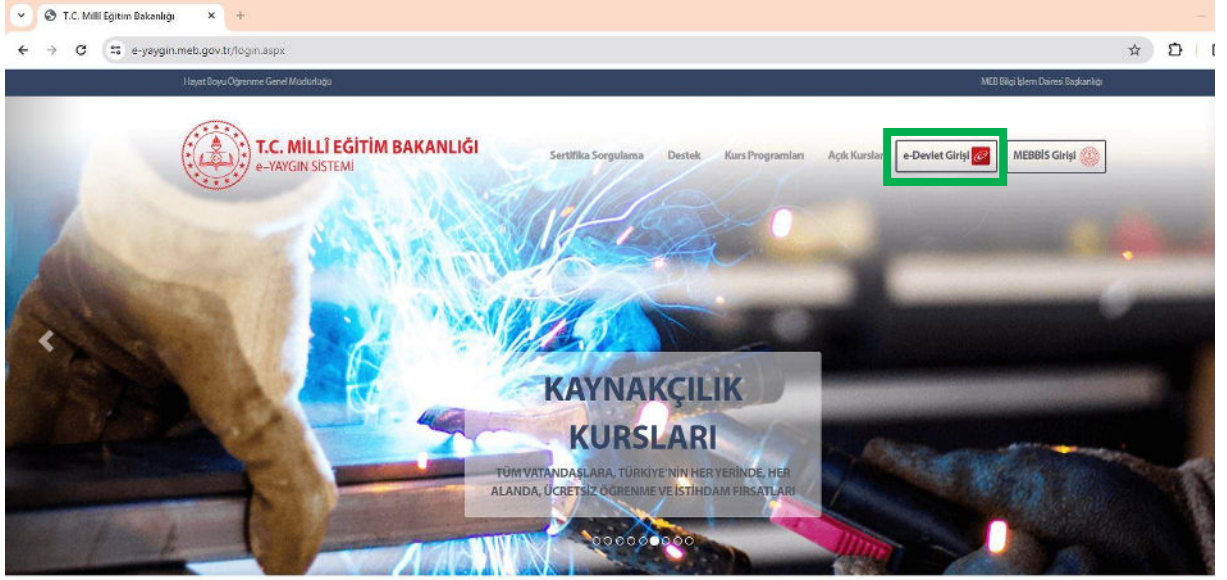 T.C. Millî Eğitim Bakanlığı
e-yaygin.meb.gov.tr/login.aspx
Hayat Boyu Öğrenme Genel Müdürlüğü
MEB Bilgi İşlem Dairesi Başkanlığı
T.C. MİLLÎ EĞİTİM BAKANLIĞI
e-YAYGIN SİSTEMİ
Sertifika Sorgulama
Destek
Kurs Programları
Açık Kurslar
e-Devlet Girişi
MEBBİS Girişi
KAYNAKÇILIK
KURSLARI
TÜM VATANDAŞLARA, TÜRKİYE'NİN HER YERİNDE, HER
ALANDA, ÜCRETSİZ ÖĞRENME VE İSTİHDAM FIRSATLARI